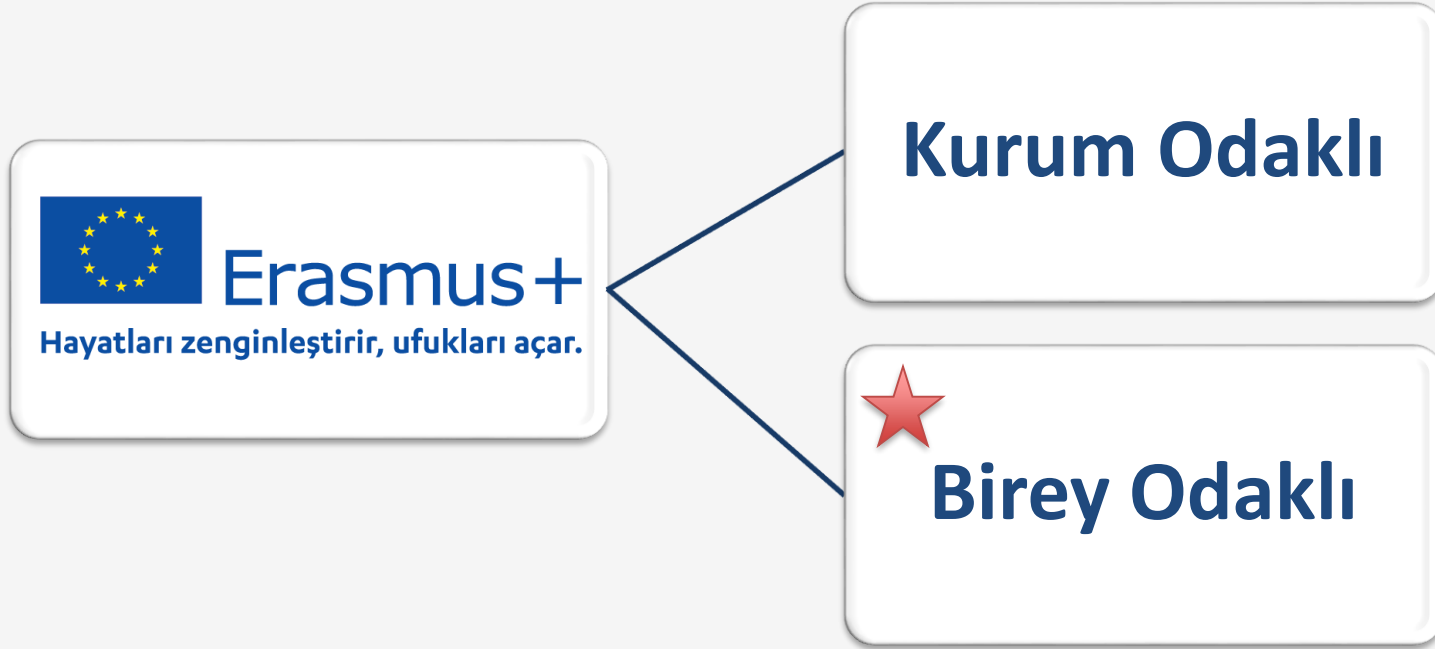 Erasmus+
Hayatları zenginleştirir, ufukları açar.
Kurum Odaklı
Birey Odaklı